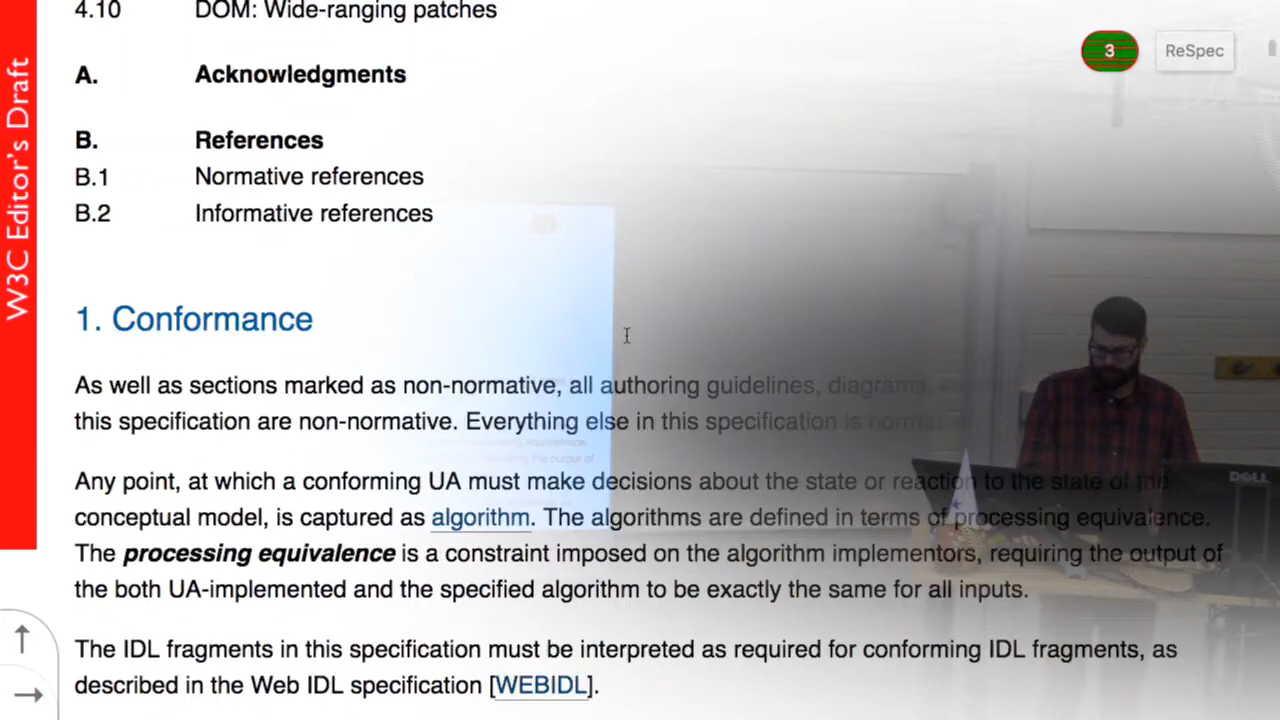 4.10 DOM: Wide-ranging patches
3
ReSpec
A. Acknowledgments
B. References
B.1 Normative references
B.2 Informative references
W3C Editor's Draft
1. Conformance
As well as sections marked as non-normative, all authoring guidelines, diagrams,
this specification are non-normative. Everything else in this specification is normative
Any point, at which a conforming UA must make decisions about the state or reaction to the state of the
conceptual model, is captured as algorithm. The algorithms are defined in terms of processing equivalence.
The processing equivalence is a constraint imposed on the algorithm implementors, requiring the output of
the both UA-implemented and the specified algorithm to be exactly the same for all inputs.
DELL
The IDL fragments in this specification must be interpreted as required for conforming IDL fragments, as
described in the Web IDL specification [WEBIDL].